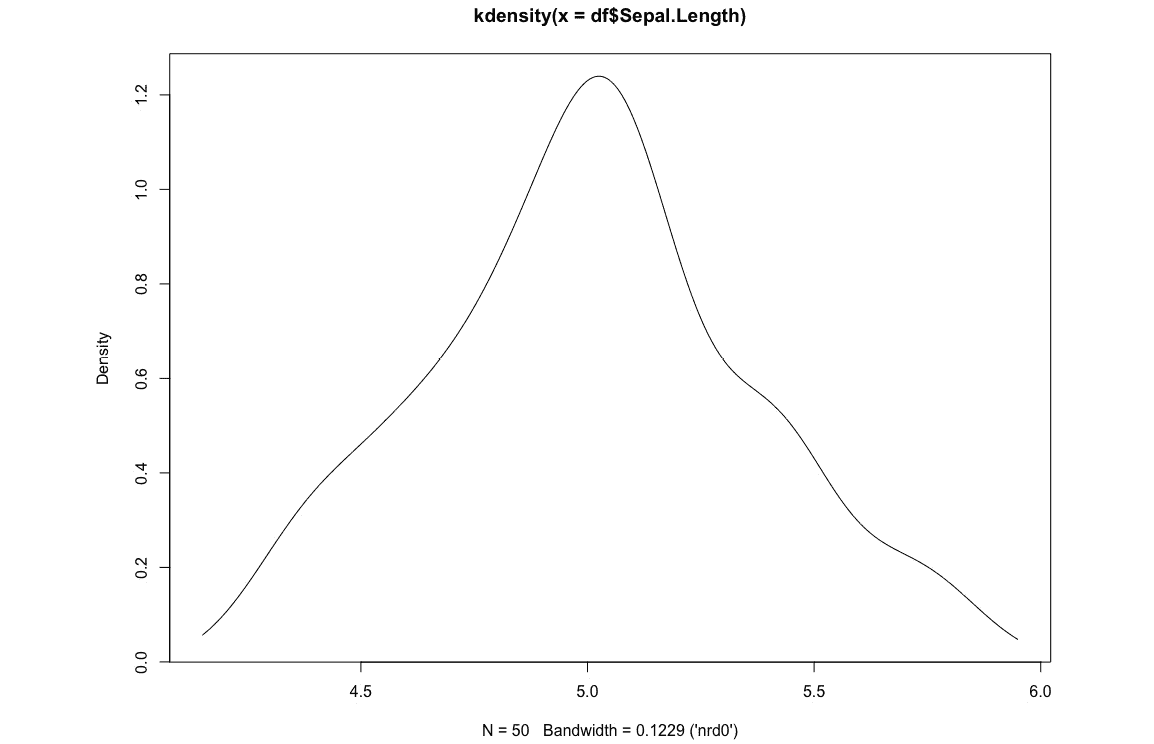 kdensity(x = df$Sepal.Length)
1.2
1.0
0.8
0.6
0.4
0.2
0.0
Density
4.5 5.0 5.5 6.0
N = 50 Bandwidth = 0.1229 ('nrd0')